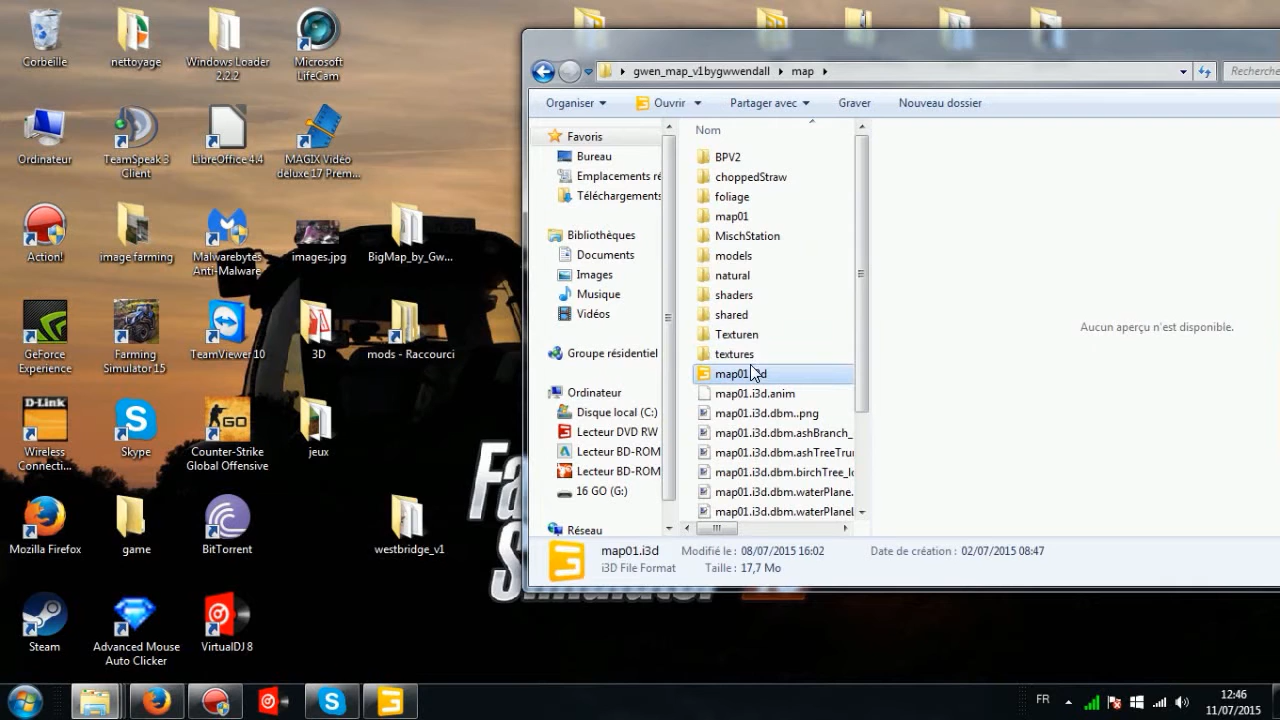 Corbeille
nettoyage
Windows Loader
2.2.2
Microsoft
LifeCam
Ordinateur
TeamSpeak 3
Client
LibreOffice 4.4
MAGIX Vidéo
deluxe 17 Prem...
Action!
image farming
Malwarebytes
Anti-Malware
images.jpg
BigMap_by_Gw...
GeForce
Experience
Farming
Simulator 15
TeamViewer 10
3D
mods - Raccourci
D-Link
Wireless
Connecti...
Skype
GO
Counter-Strike
Global Offensive
jeux
Mozilla Firefox
game
BitTorrent
westbridge_v1
Steam
Advanced Mouse
Auto Clicker
VirtualDJ 8
gwen_map_v1bygwwendall
map
Recherche
Organiser
Ouvrir
Partager avec
Graver
Nouveau dossier
Favoris
Bureau
Emplacements ré
Téléchargements
Bibliothèques
Documents
Images
Musique
Vidéos
Groupe résidentiel
Ordinateur
Disque local (C:)
Lecteur DVD RW
Lecteur BD-ROM
Lecteur BD-ROM
16 GO (G:)
Réseau
Nom
BPV2
choppedStraw
foliage
map01
MischStation
models
natural
shaders
shared
Texturen
textures
map01.i3d
map01.i3d.anim
map01.i3d.dbm..png
map01.i3d.dbm.ashBranch_
map01.i3d.dbm.ashTreeTru
map01.i3d.dbm.birchTree_lo
map01.i3d.dbm.waterPlane.
map01.i3d.dbm.waterPlanel
Aucun aperçu n'est disponible.
map01.i3d
Modifié le : 08/07/2015 16:02
Date de création : 02/07/2015 08:47
i3D File Format
Taille : 17,7 Mo
FR
12:46
11/07/2015